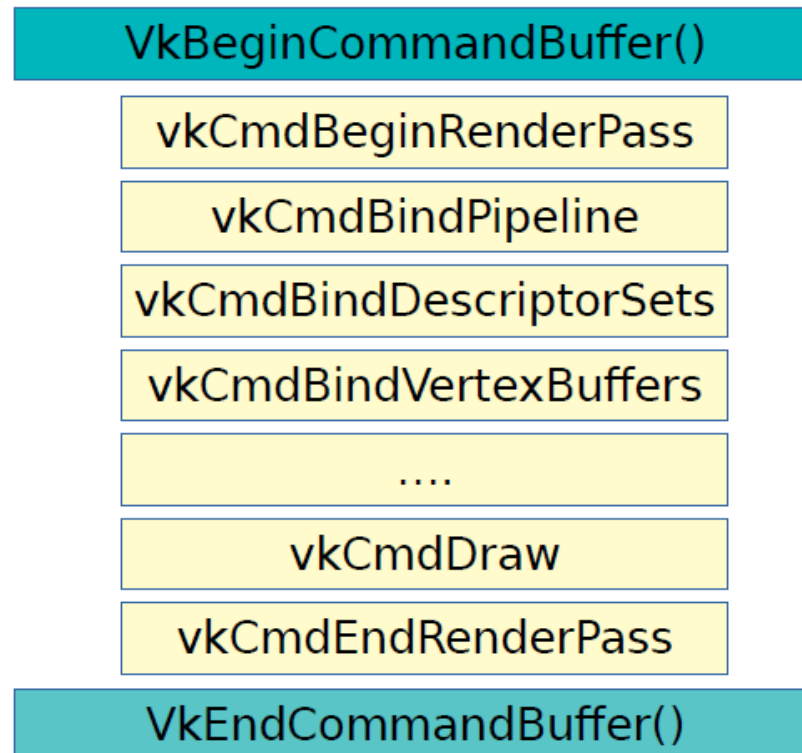 VkBeginCommandBuffer()
vkCmdBeginRenderPass
vkCmdBindPipeline
vkCmdBindDescriptorSets
vkCmdBindVertexBuffers
....
vkCmdDraw
vkCmdEndRenderPass
VkEndCommandBuffer()